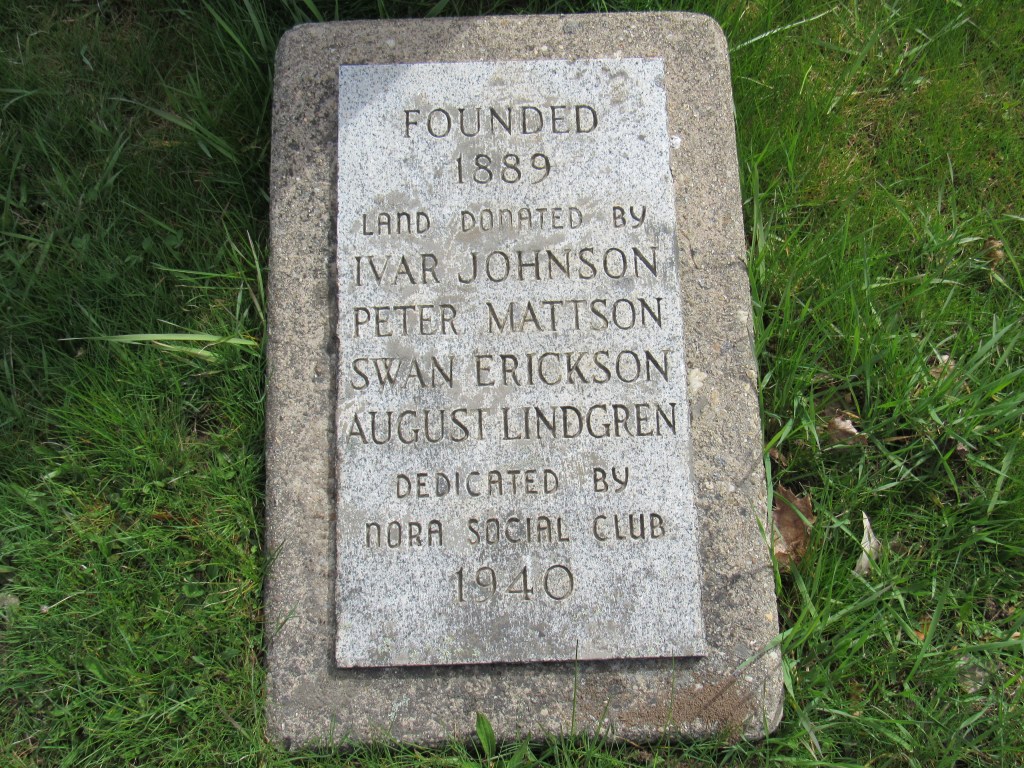 FOUNDED
1889
LAND DONATED BY
IVAR JOHNSON
PETER MATTSON
SWAN ERICKSON
AUGUST LINDGREN
DEDICATED BY
NORA SOCIAL CLUB
1940